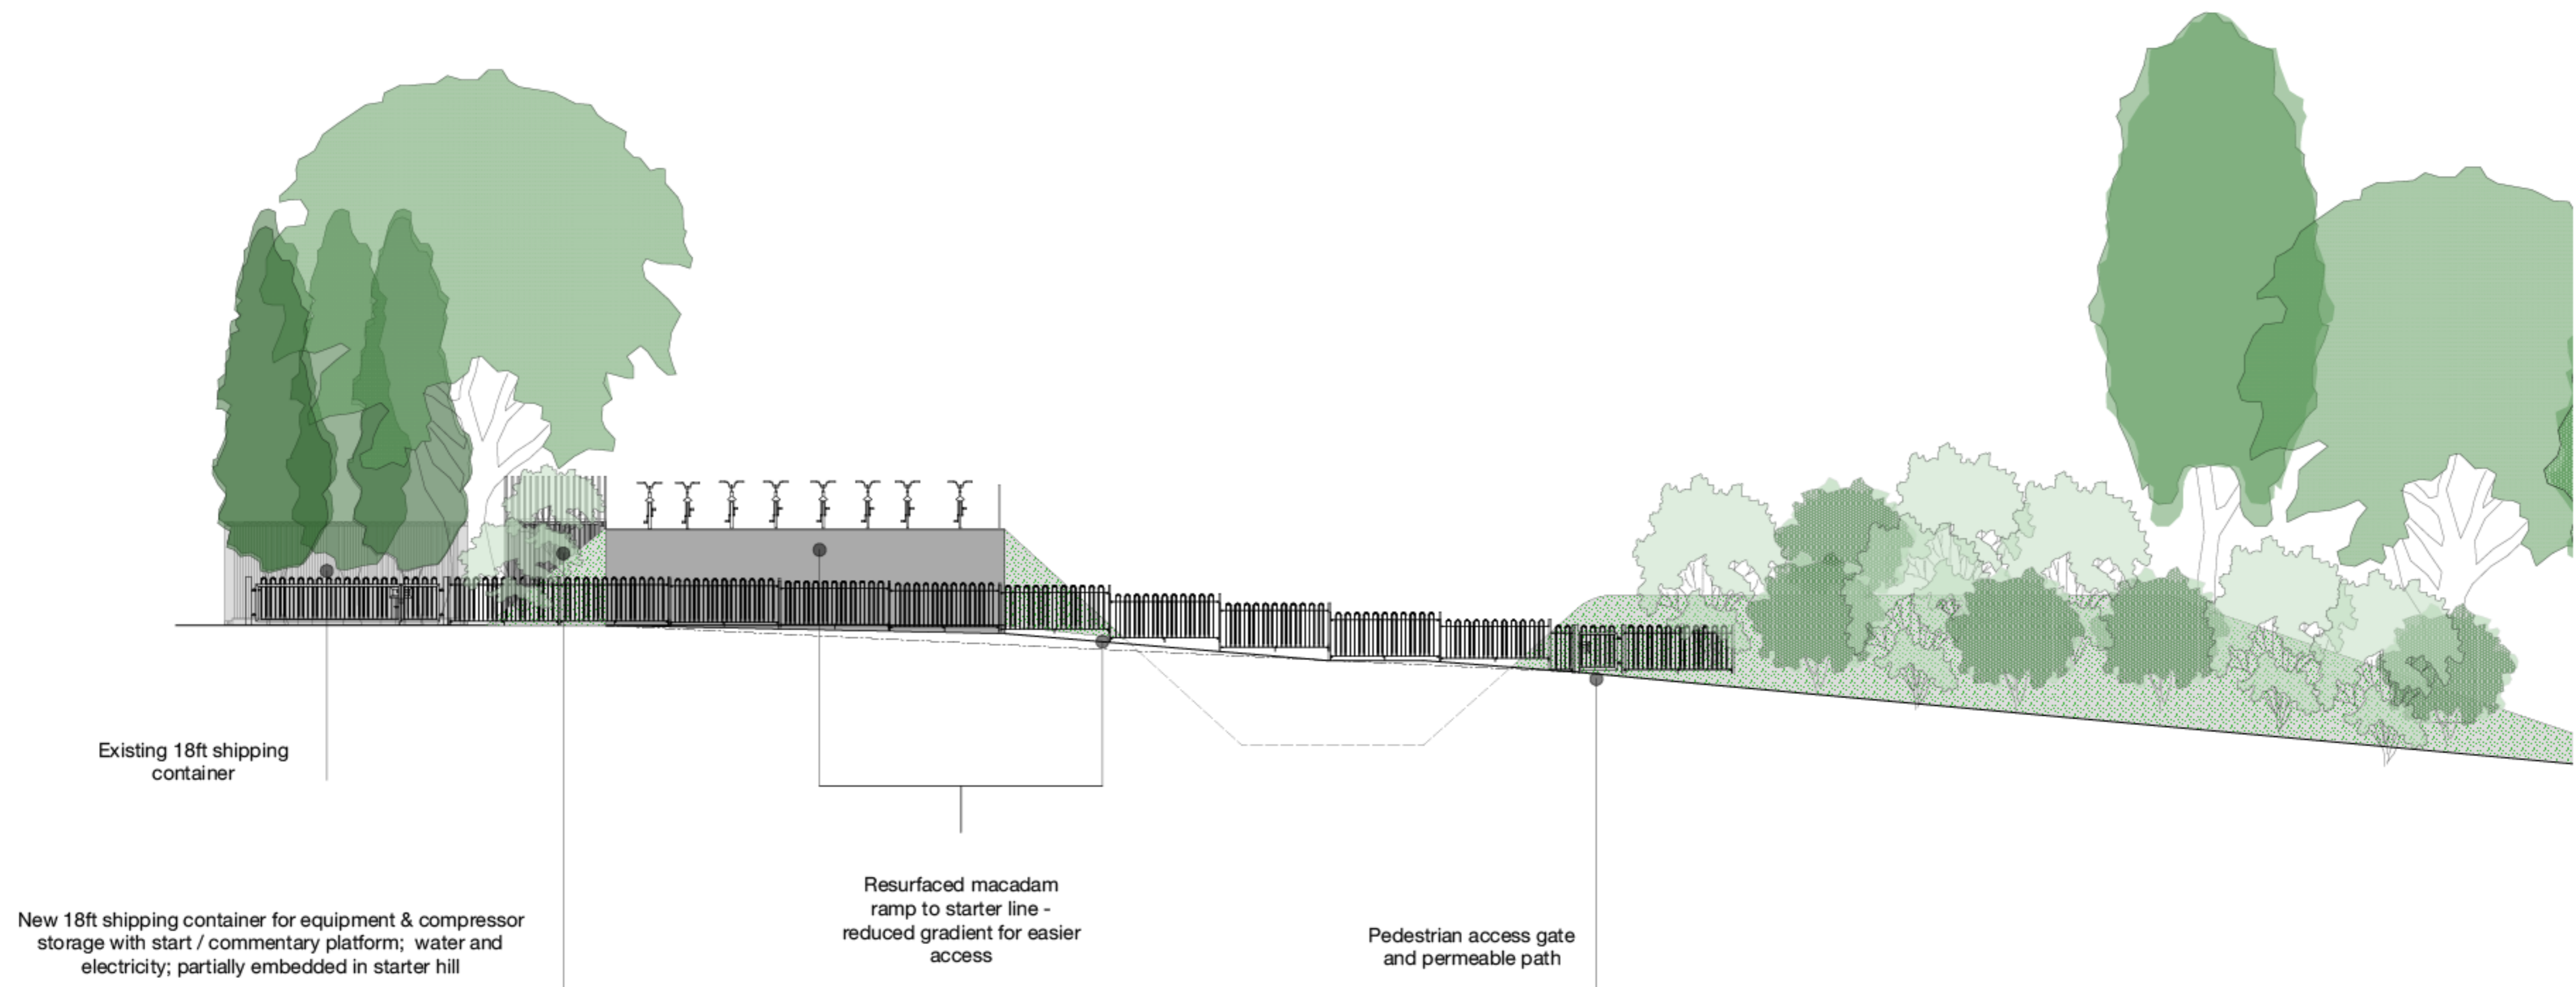 Existing 18ft shipping
container
New 18ft shipping container for equipment & compressor
storage with start / commentary platform; water and
electricity; partially embedded in starter hill
Resurfaced macadam
ramp to starter line -
reduced gradient for easier
access
Pedestrian access gate
and permeable path